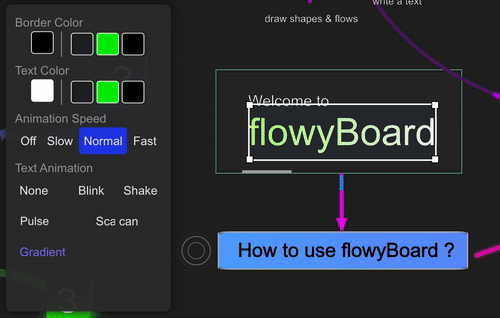 write a text
draw shapes & flows
Border Color
Text Color
Animation Speed
Off Slow Normal Fast
Text Animation
None Blink Shake
Pulse Sca can
Gradient
Welcome to
flowyBoard
How to use flowyBoard ?
3